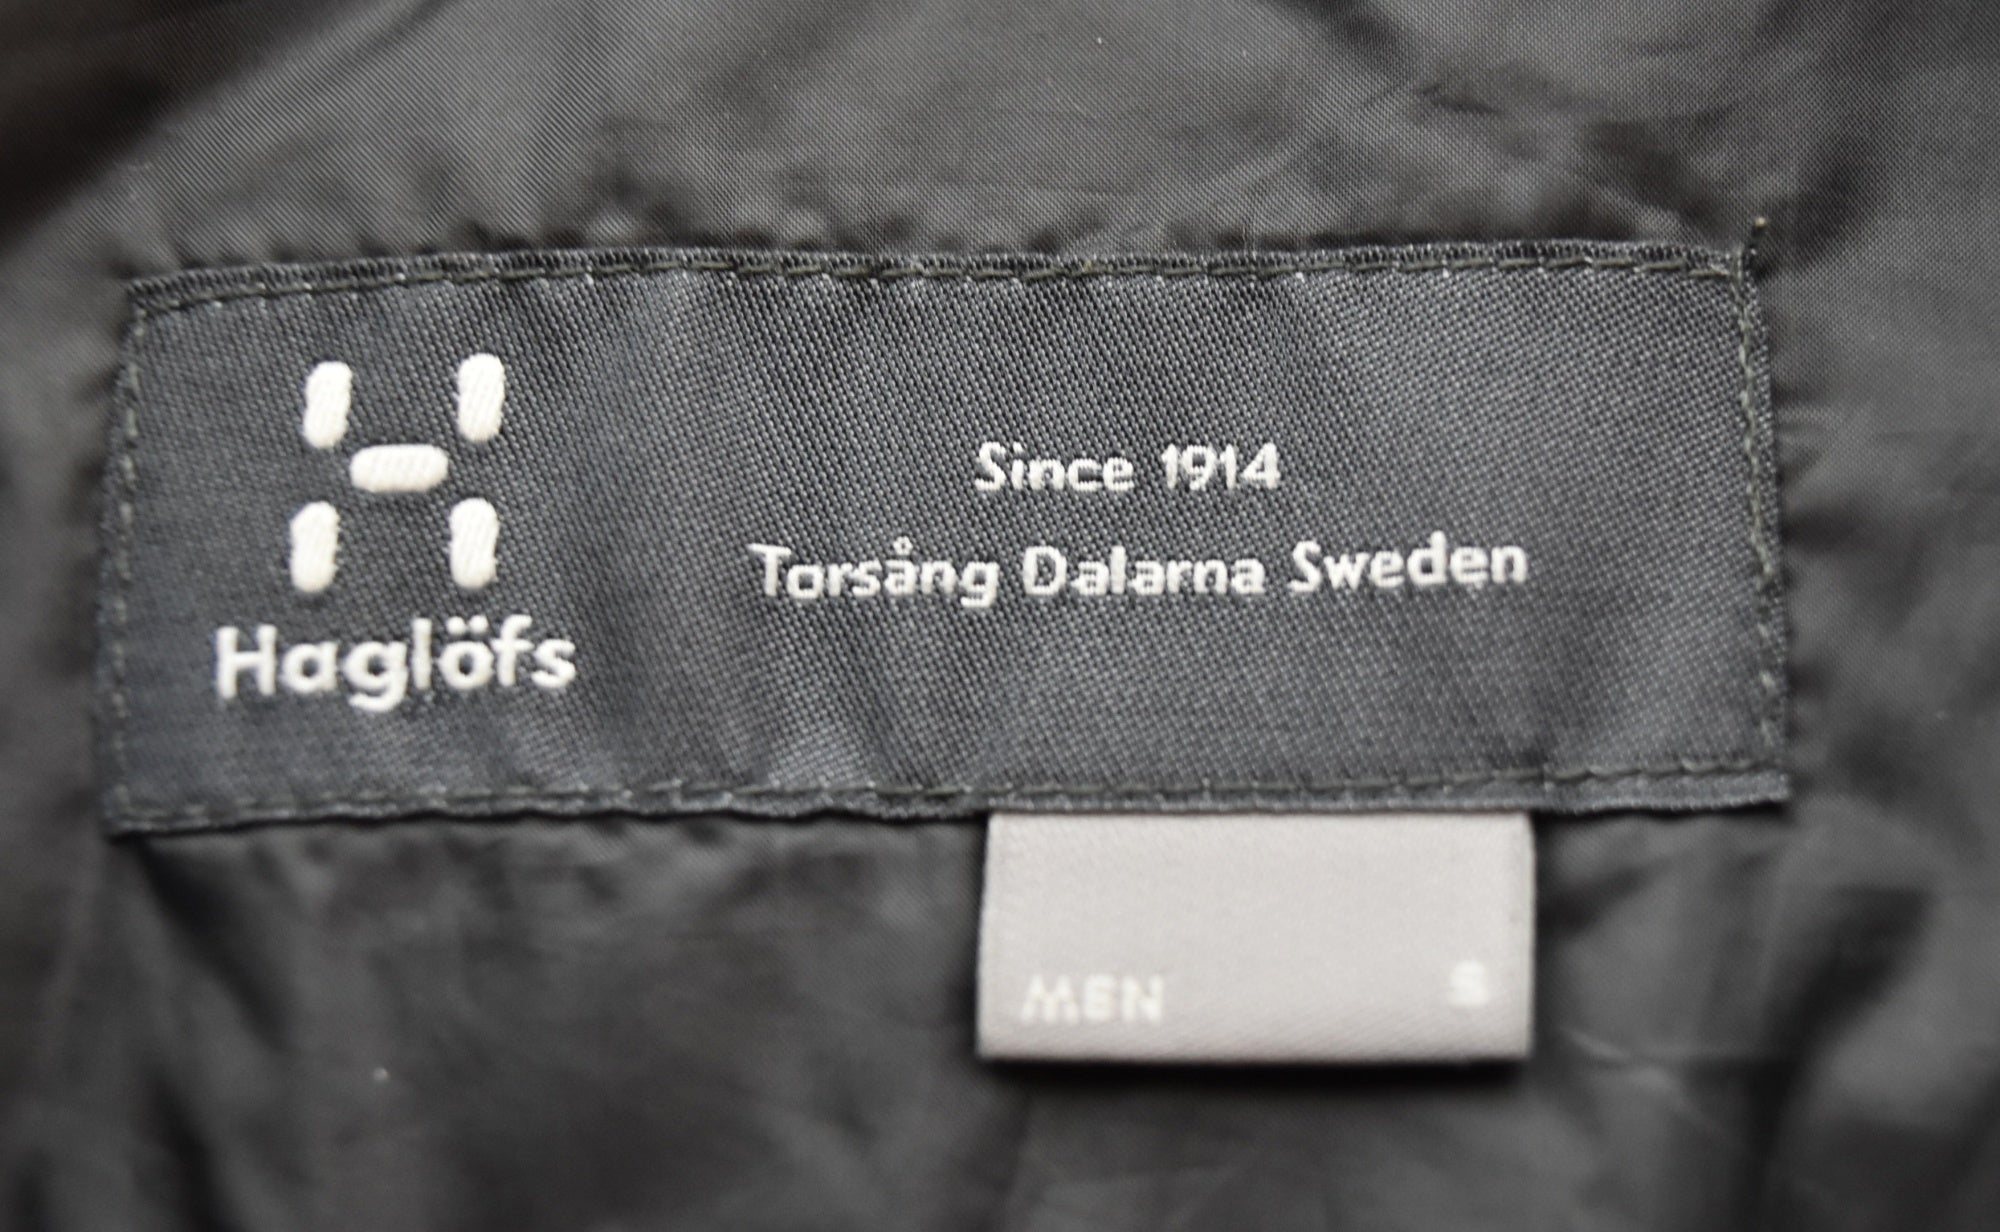 Haglöfs
Since 1914
Torsång Dalarna Sweden
MEN S